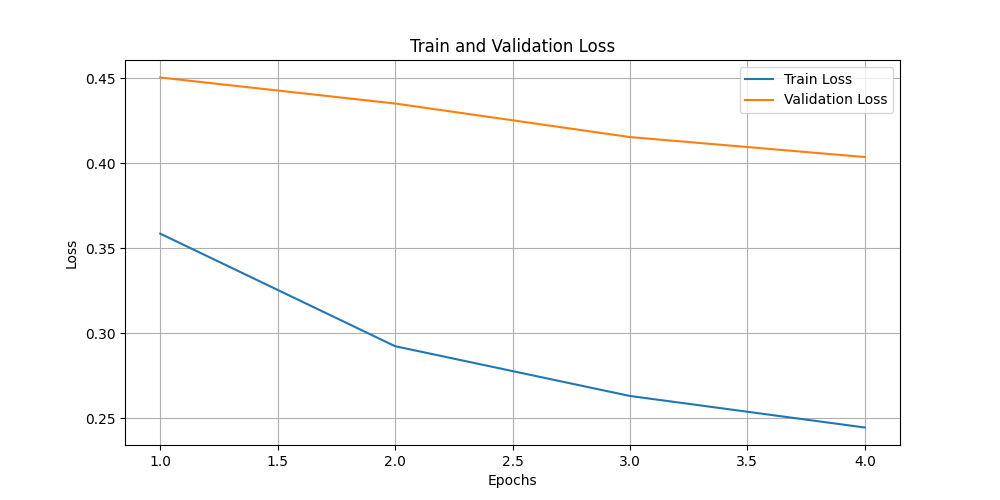 Train and Validation Loss
Train Loss
Validation Loss
0.45
0.40
0.35
0.30
0.25
Loss
1.0 1.5 2.0 2.5 3.0 3.5 4.0
Epochs